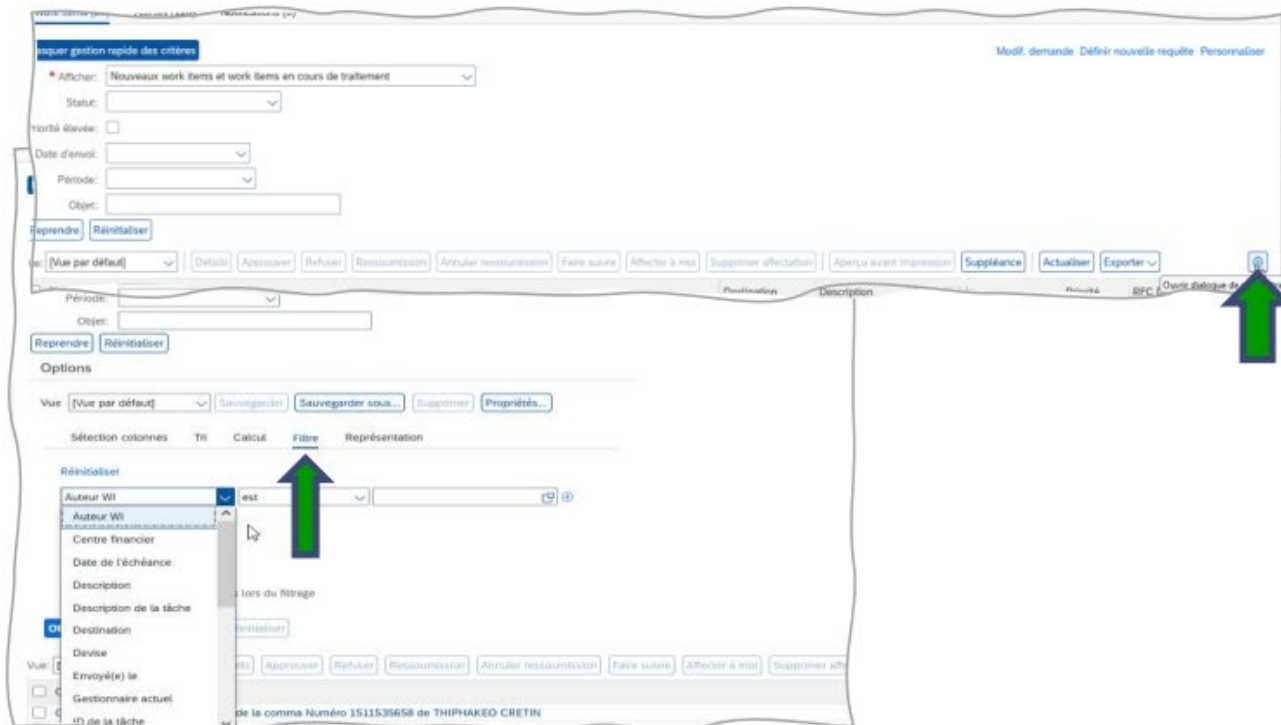 asquer gestion rapide des critères
Modif. demande Définir nouvelle requête Personnaliser
* Afficher: Nouveaux work items et work items en cours de traitement
Statut:
riorité élevée:
Date d'envoi:
Période:
Objet:
Reprendre Réinitialiser
ue: [Vue par défaut] Détails Approuver Refuser Ressoumission Annuler ressoumission Faire suivre Affecter à moi Supprimer affectation Aperçu avant impression Suppléance Actualiser Exporter
Ouvrir dialogue de
Destination Description Priorité RFC
Période:
Objet:
Reprendre Réinitialiser
Options
Vue [Vue par défaut] Sauvegarder Sauvegarder sous... Supprimer Propriétés...
Sélection colonnes Tri Calcul Filtre Représentation
Réinitialiser
Auteur WI est
Auteur WI
Centre financier
Date de l'échéance
Description
Description de la tâche
lors du filtrage
Destination
Devise
Envoyé(e) le
Gestionnaire actuel
ID de la tâche
Réinitialiser
Vue: Approuver Refuser Ressoumission Annuler ressoumission Faire suivre Affecter à moi Supprimer
de la comma Numéro 1511535658 de THIPHAKEO CRETIN